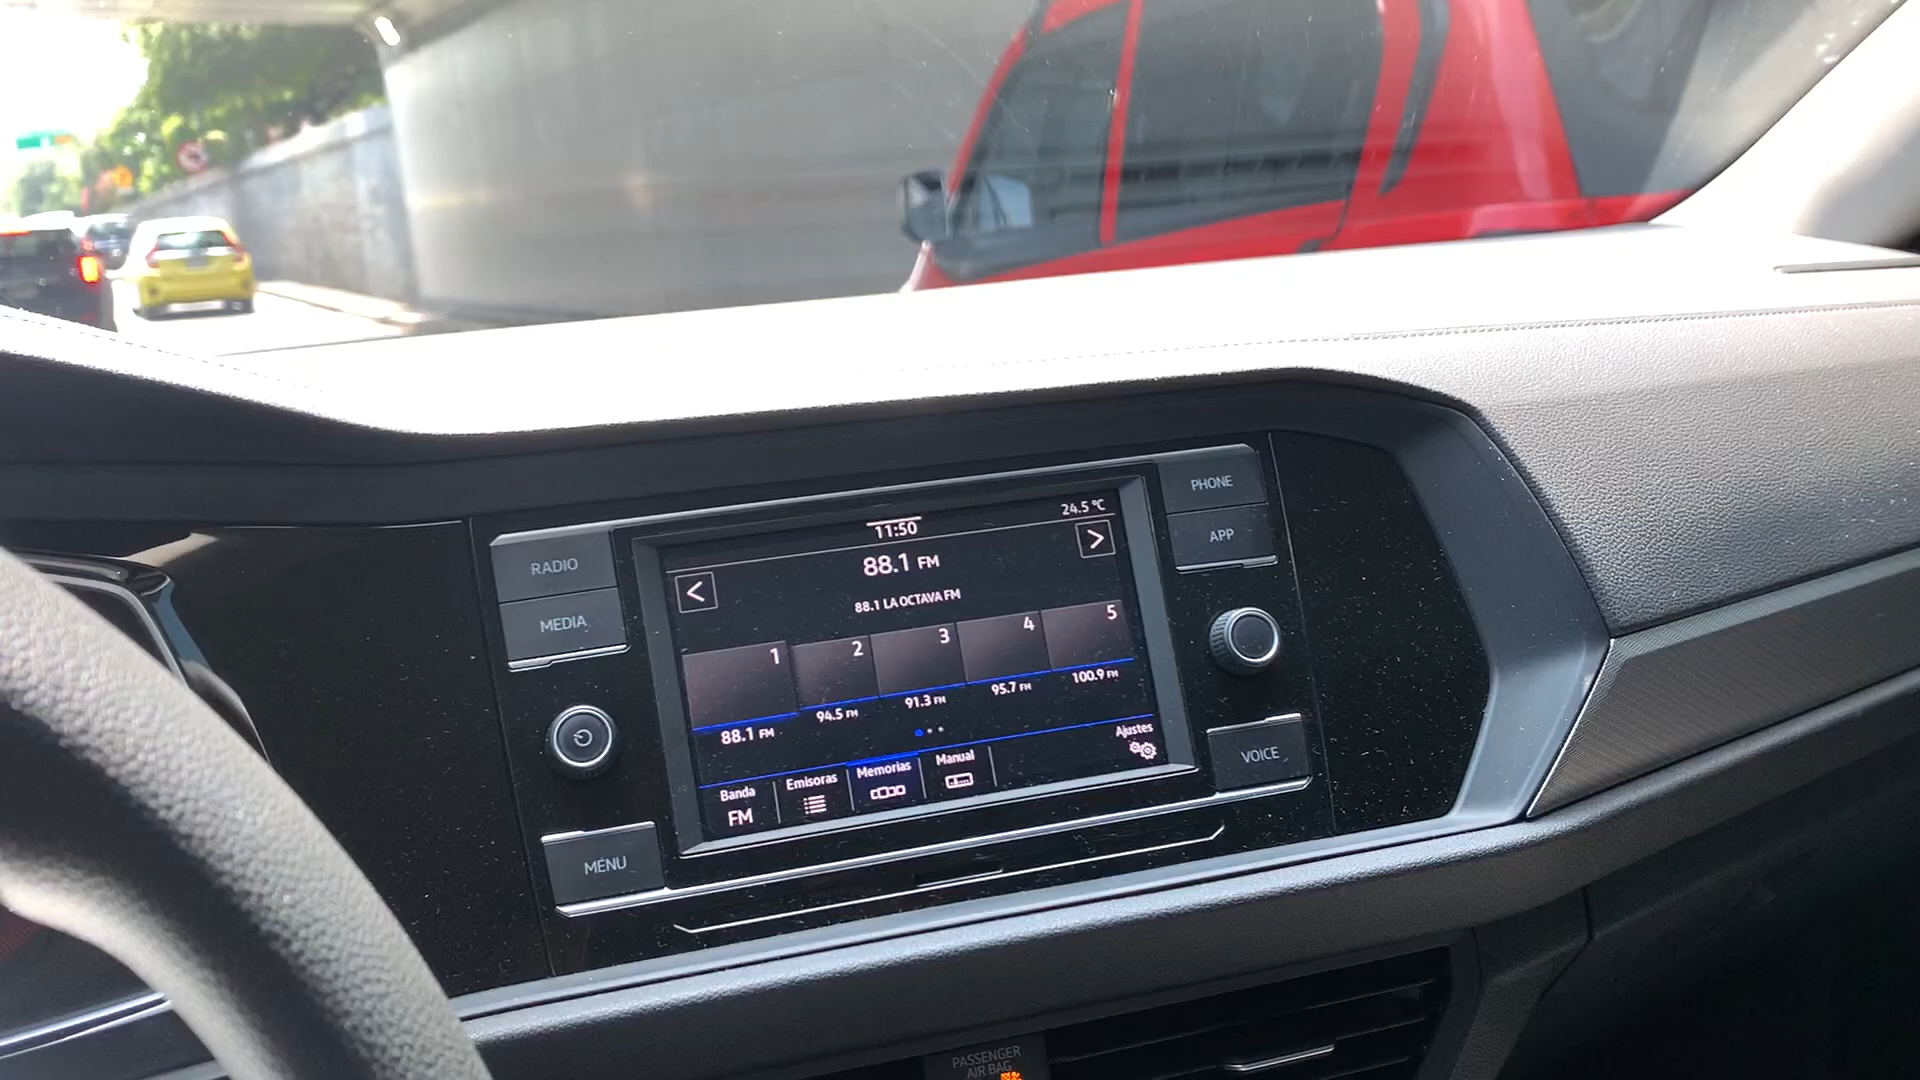 PHONE
APP
RADIO
MEDIA
MENU
VOICE
11:50
24.5 °C
88.1 FM
<
>
88.1 LA OCTAVA FM
1
2
3
4
5
88.1 FM
94.5 FM
91.3 FM
95.7 FM
100.9 FM
Ajustes
Banda
FM
Emisoras
Memorias
Manual
PASSENGER
AIR BAG